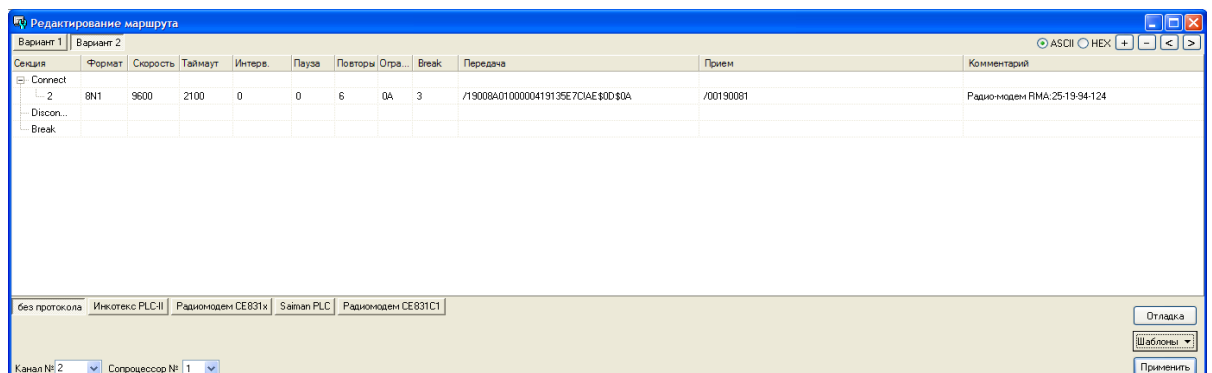 Редактирование маршрута
Вариант 1 Вариант 2 ASCII HEX + - < >
Секция Формат Скорость Таймаут Интерв. Пауза Повторы Огра... Break Передача Прием Комментарий
Connect
2 8N1 9600 2100 0 0 6 0A 3 /19008A0100000419135E7C!AE$0D$0A /00190081 Радио-модем RMA:25-19-94-124
Discon...
Break
без протокола Инкотекс PLC-II Радиомодем CE831x Saiman PLC Радиомодем CE831C1
Отладка
Шаблоны
Канал № 2 Сопроцессор № 1 Применить